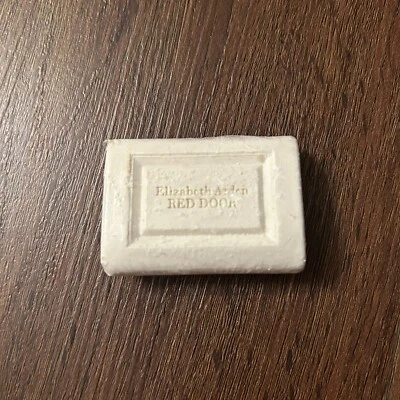 Elizabeth Arden
RED DOOR